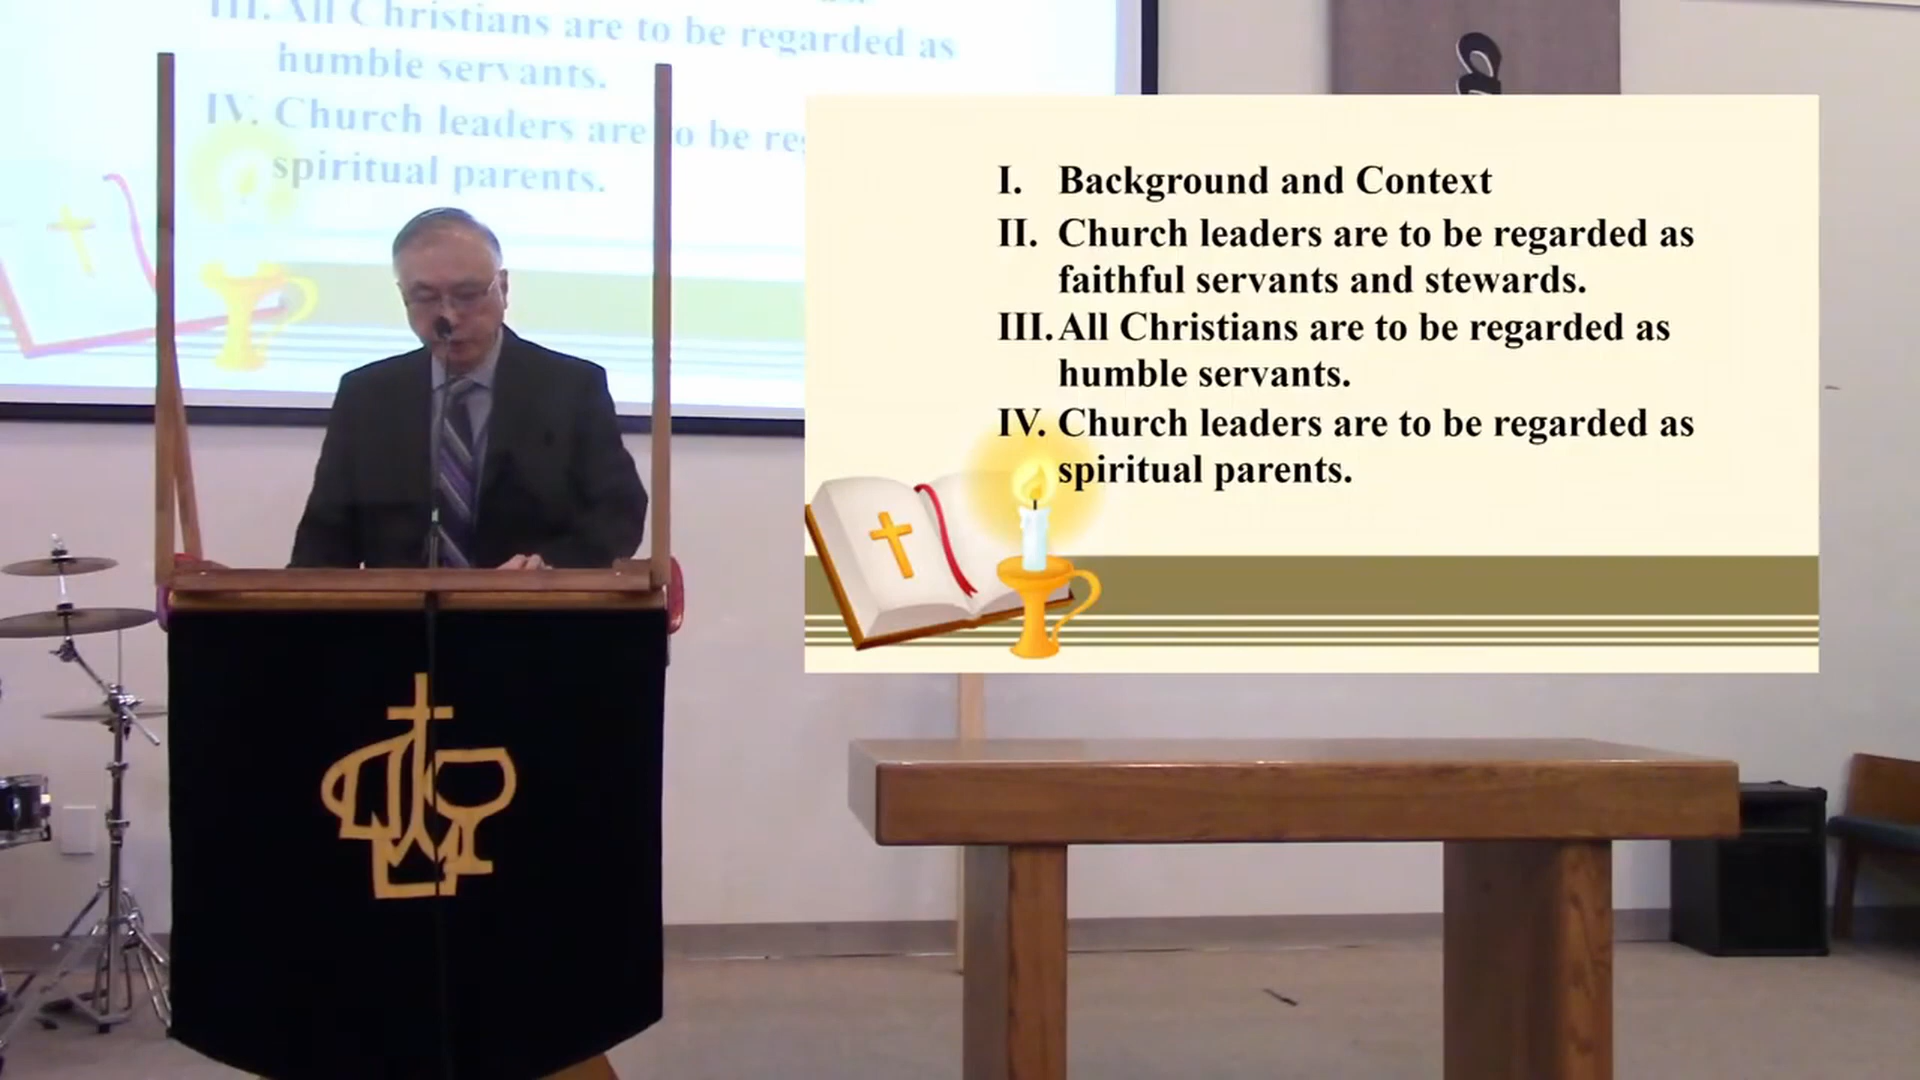 III. All Christians are to be regarded as
humble servants.
IV. Church leaders are to be
spiritual parents.
I. Background and Context
II. Church leaders are to be regarded as
faithful servants and stewards.
III. All Christians are to be regarded as
humble servants.
IV. Church leaders are to be regarded as
spiritual parents.